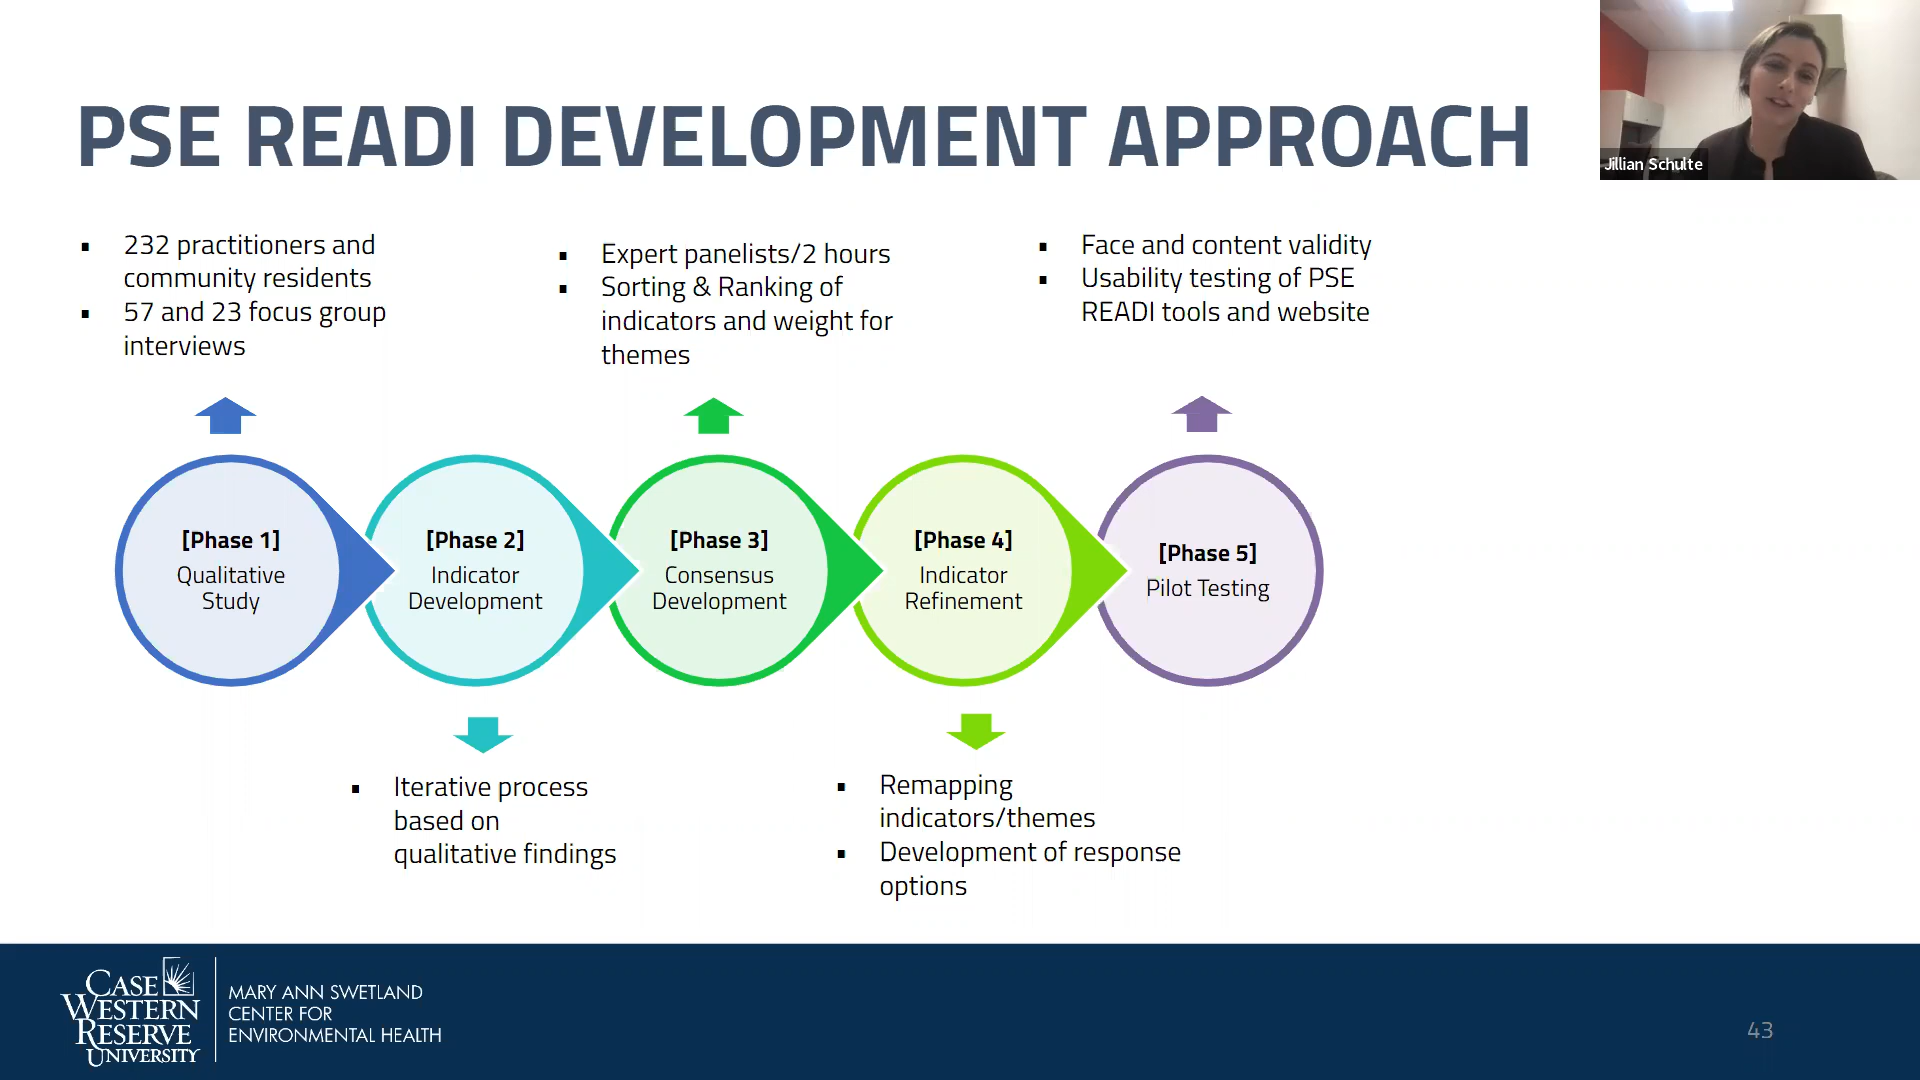 PSE READI DEVELOPMENT APPROACH
Jillian Schulte
▪ 232 practitioners and
community residents
▪ 57 and 23 focus group
interviews
▪ Expert panelists/2 hours
▪ Sorting & Ranking of
indicators and weight for
themes
▪ Face and content validity
▪ Usability testing of PSE
READI tools and website
[Phase 1]
Qualitative
Study
[Phase 2]
Indicator
Development
[Phase 3]
Consensus
Development
[Phase 4]
Indicator
Refinement
[Phase 5]
Pilot Testing
▪ Iterative process
based on
qualitative findings
▪ Remapping
indicators/themes
▪ Development of response
options
CASE
WESTERN
RESERVE
UNIVERSITY
MARY ANN SWETLAND
CENTER FOR
ENVIRONMENTAL HEALTH
43